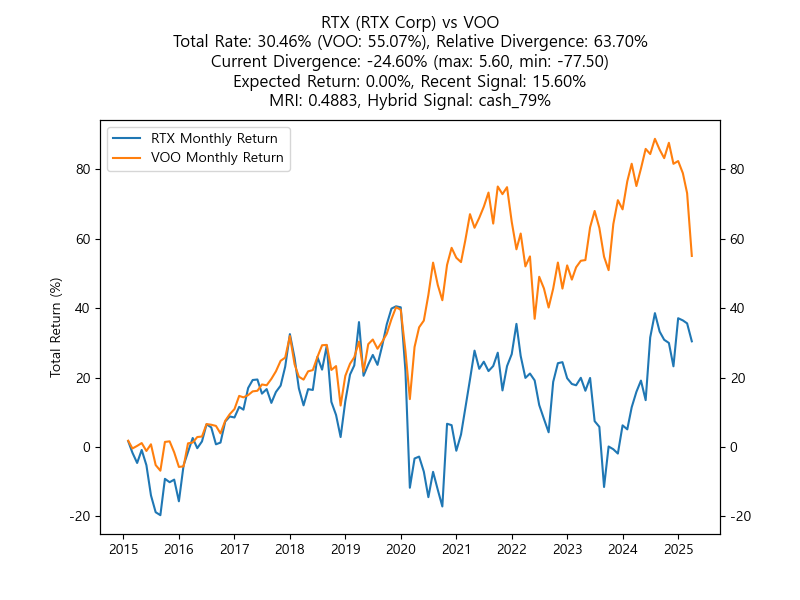 RTX (RTX Corp) vs VOO
Total Rate: 30.46% (VOO: 55.07%), Relative Divergence: 63.70%
Current Divergence: -24.60% (max: 5.60, min: -77.50)
Expected Return: 0.00%, Recent Signal: 15.60%
MRI: 0.4883, Hybrid Signal: cash_79%
RTX Monthly Return
VOO Monthly Return
Total Return (%)
80
60
40
20
0
-20
80
60
40
20
0
-20
2015 2016 2017 2018 2019 2020 2021 2022 2023 2024 2025